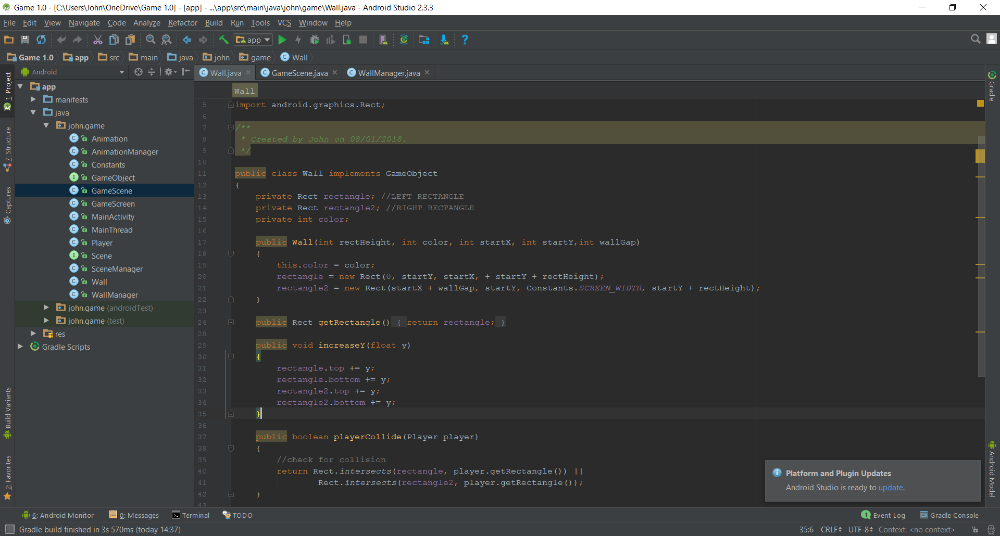 Game 1.0 - [C:\Users\John\OneDrive\Game 1.0] - [app] - ...\app\src\main\java\john\game\Wall.java - Android Studio 2.3.3
File Edit View Navigate Code Analyze Refactor Build Run Tools VCS Window Help
app
Game 1.0 app src main java john game Wall
Android
Wall.java GameScene.java WallManager.java
1: Project
7: Structure
Captures
Build Variants
2: Favorites
app
manifests
java
john.game
Animation
AnimationManager
Constants
GameObject
GameScene
GameScreen
MainActivity
MainThread
Player
Scene
SceneManager
Wall
WallManager
john.game (androidTest)
john.game (test)
res
Gradle Scripts
Wall
5 import android.graphics.Rect;
6
7 /**
8 * Created by John on 08/01/2018.
9 */
10
11 public class Wall implements GameObject
12 {
13 private Rect rectangle; //LEFT RECTANGLE
14 private Rect rectangle2; //RIGHT RECTANGLE
15 private int color;
16
17 public Wall(int rectHeight, int color, int startX, int startY,int wallGap)
18 {
19 this.color = color;
20 rectangle = new Rect(0, startY, startX, + startY + rectHeight);
21 rectangle2 = new Rect(startX + wallGap, startY, Constants.SCREEN_WIDTH, startY + rectHeight);
22 }
23
24 public Rect getRectangle() { return rectangle; }
28
29 public void increaseY(float y)
30 {
31 rectangle.top += y;
32 rectangle.bottom += y;
33 rectangle2.top += y;
34 rectangle2.bottom += y;
35 }
36
37 public boolean playerCollide(Player player)
38 {
39 //check for collision
40 return Rect.intersects(rectangle, player.getRectangle()) ||
41 Rect.intersects(rectangle2, player.getRectangle());
42 }
43
Gradle
Android Model
Platform and Plugin Updates
Android Studio is ready to update.
6: Android Monitor 0: Messages Terminal TODO 1 Event Log Gradle Console
Gradle build finished in 3s 570ms (today 14:37) 35:6 CRLF UTF-8 Context: <no context>